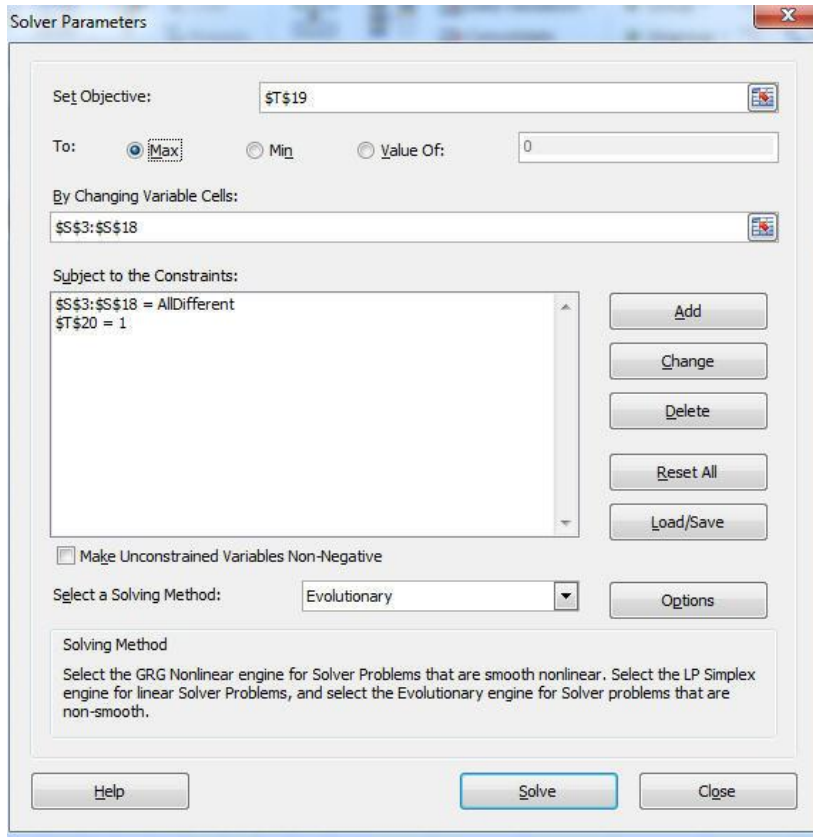 Solver Parameters
Set Objective: $T$19
To: Max Min Value Of: 0
By Changing Variable Cells:
$S$3:$S$18
Subject to the Constraints:
$S$3:$S$18 = AllDifferent
$T$20 = 1
Add
Change
Delete
Reset All
Load/Save
Make Unconstrained Variables Non-Negative
Select a Solving Method: Evolutionary Options
Solving Method
Select the GRG Nonlinear engine for Solver Problems that are smooth nonlinear. Select the LP Simplex
engine for linear Solver Problems, and select the Evolutionary engine for Solver problems that are
non-smooth.
Help Solve Close